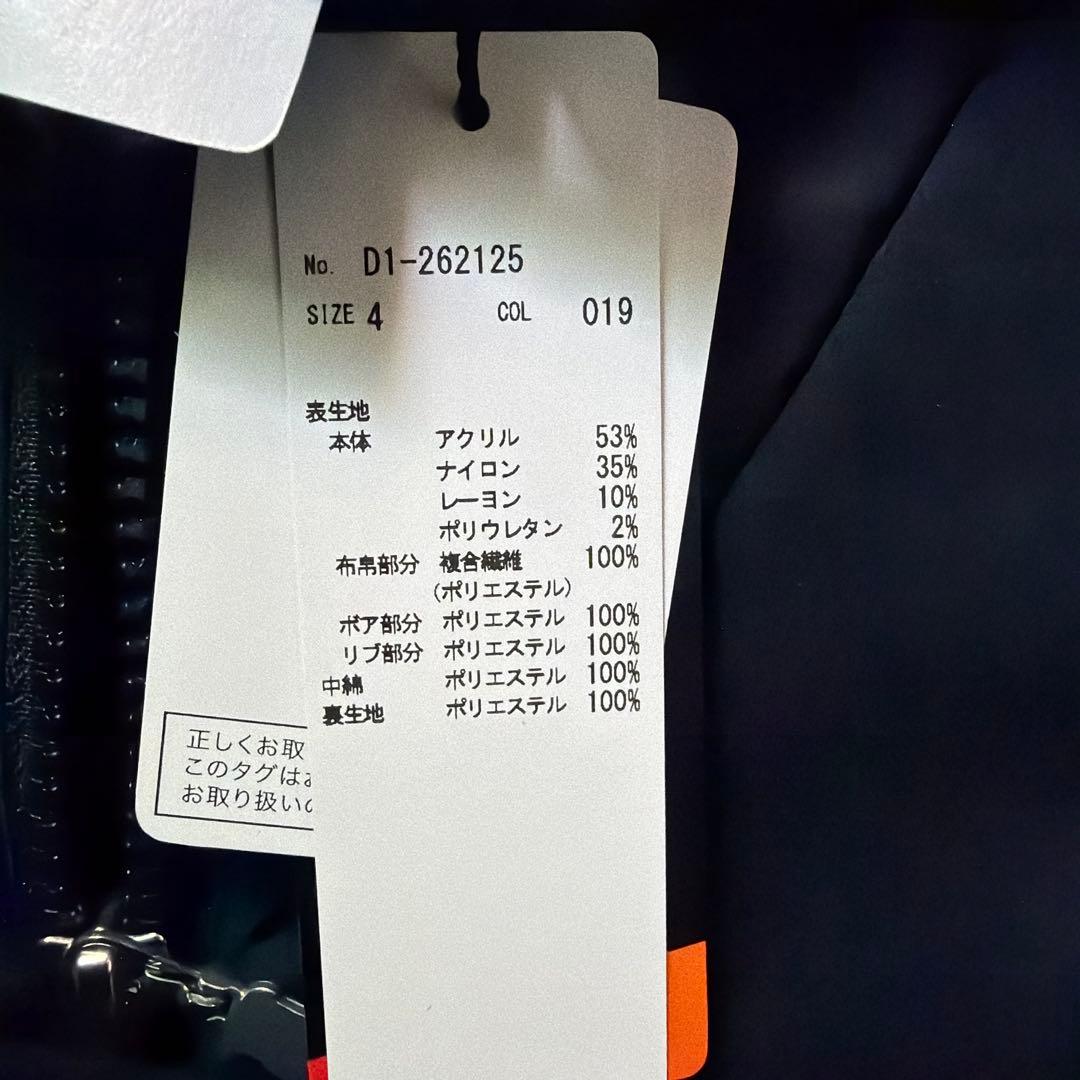 No. D1-262125
SIZE 4 COL 019
表生地
本体 アクリル 53%
ナイロン 35%
レーヨン 10%
ポリウレタン 2%
布帛部分 複合繊維 100%
(ポリエステル)
ボア部分 ポリエステル 100%
リブ部分 ポリエステル 100%
中綿 ポリエステル 100%
裏生地 ポリエステル 100%
正しくお取
このタグはお
お取り扱いの